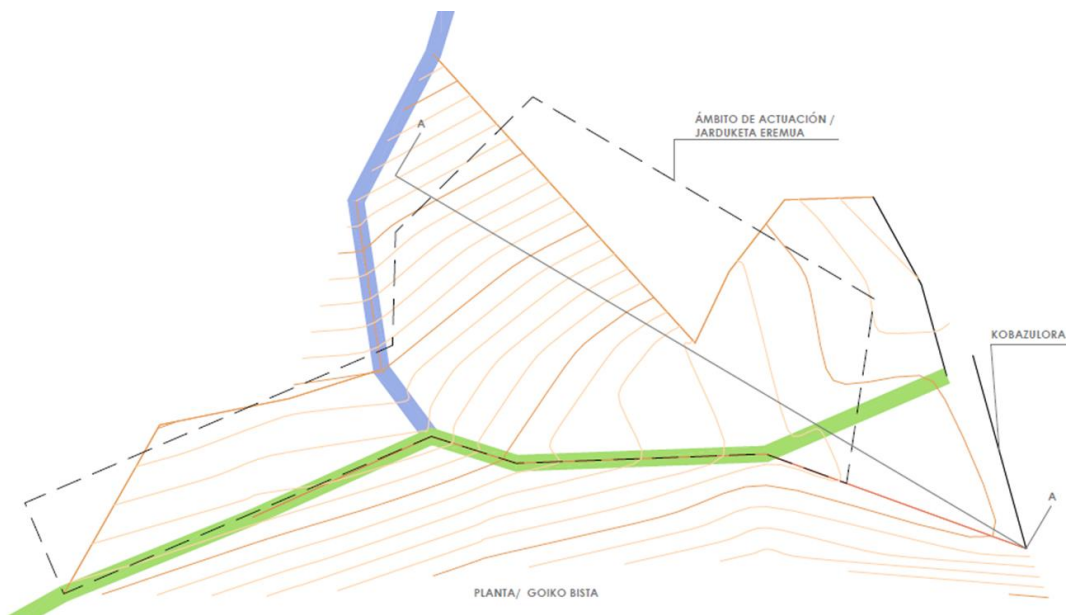 A
ÁMBITO DE ACTUACIÓN /
JARDUKETA EREMUA
KOBAZULORA
A
PLANTA/ GOIKO BISTA